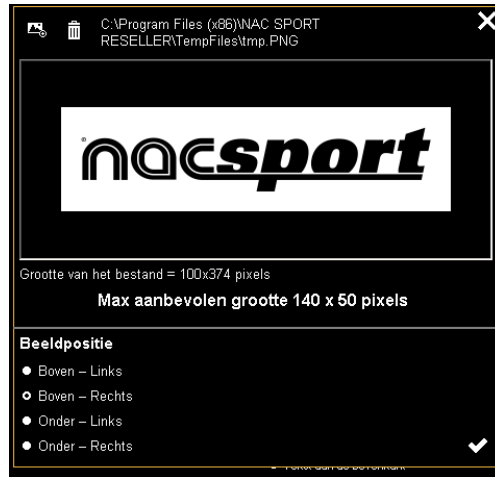 C:\Program Files (x86)\NAC SPORT
RESELLER\TempFiles\tmp.PNG
nacsport
Grootte van het bestand = 100x374 pixels
Max aanbevolen grootte 140 x 50 pixels
Beeldpositie
Boven – Links
Boven – Rechts
Onder – Links
Onder – Rechts